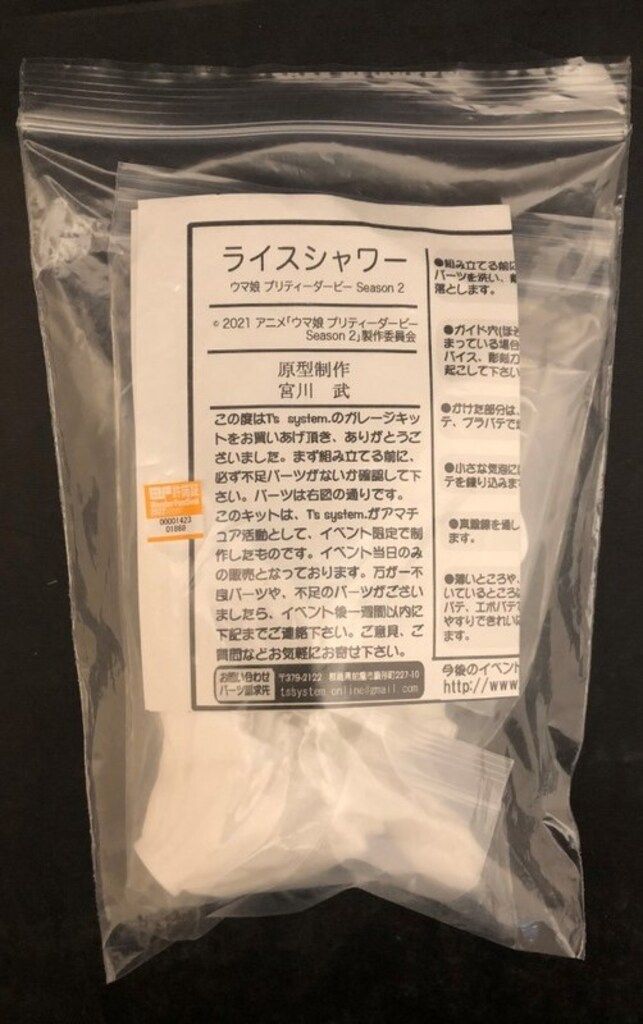 ライスシャワー
ウマ娘 プリティーダービー Season 2
© 2021 アニメ「ウマ娘 プリティーダービー
Season 2」製作委員会
原型制作
宮川 武
この度はT's system.のガレージキッ
トをお買いあげ頂き、ありがとうご
ざいました。まず組み立てる前に、
必ず不足パーツがないか確認して下
さい。パーツは右図の通りです。
このキットは、T's system.がアマチ
ュア活動として、イベント限定で制
作したものです。イベント当日のみ
の販売となっております。万が一不
良パーツや、不足のパーツがござい
ましたら、イベント後一週間以内に
下記までご連絡下さい。ご意見、ご
質問などお気軽にお寄せ下さい。
お問い合わせ
パーツ請求先
〒379-2122
227-10
tssystem.online@gmail.com
●組み立てる前に
パーツを洗い、
落とします。
●ガイド穴(ほぞ
まっている場合
バイス、彫刻刀
起こして下さい
●かけた部分は、
テ、プラパテで
●小さな気泡に
テを練り込みま
●真鍮線を通し
ます。
●薄いところや、
いているところ
パテ、エポパテ
やすりできれい
ます。
今後のイベント
http://www
許可証
00001423
01869